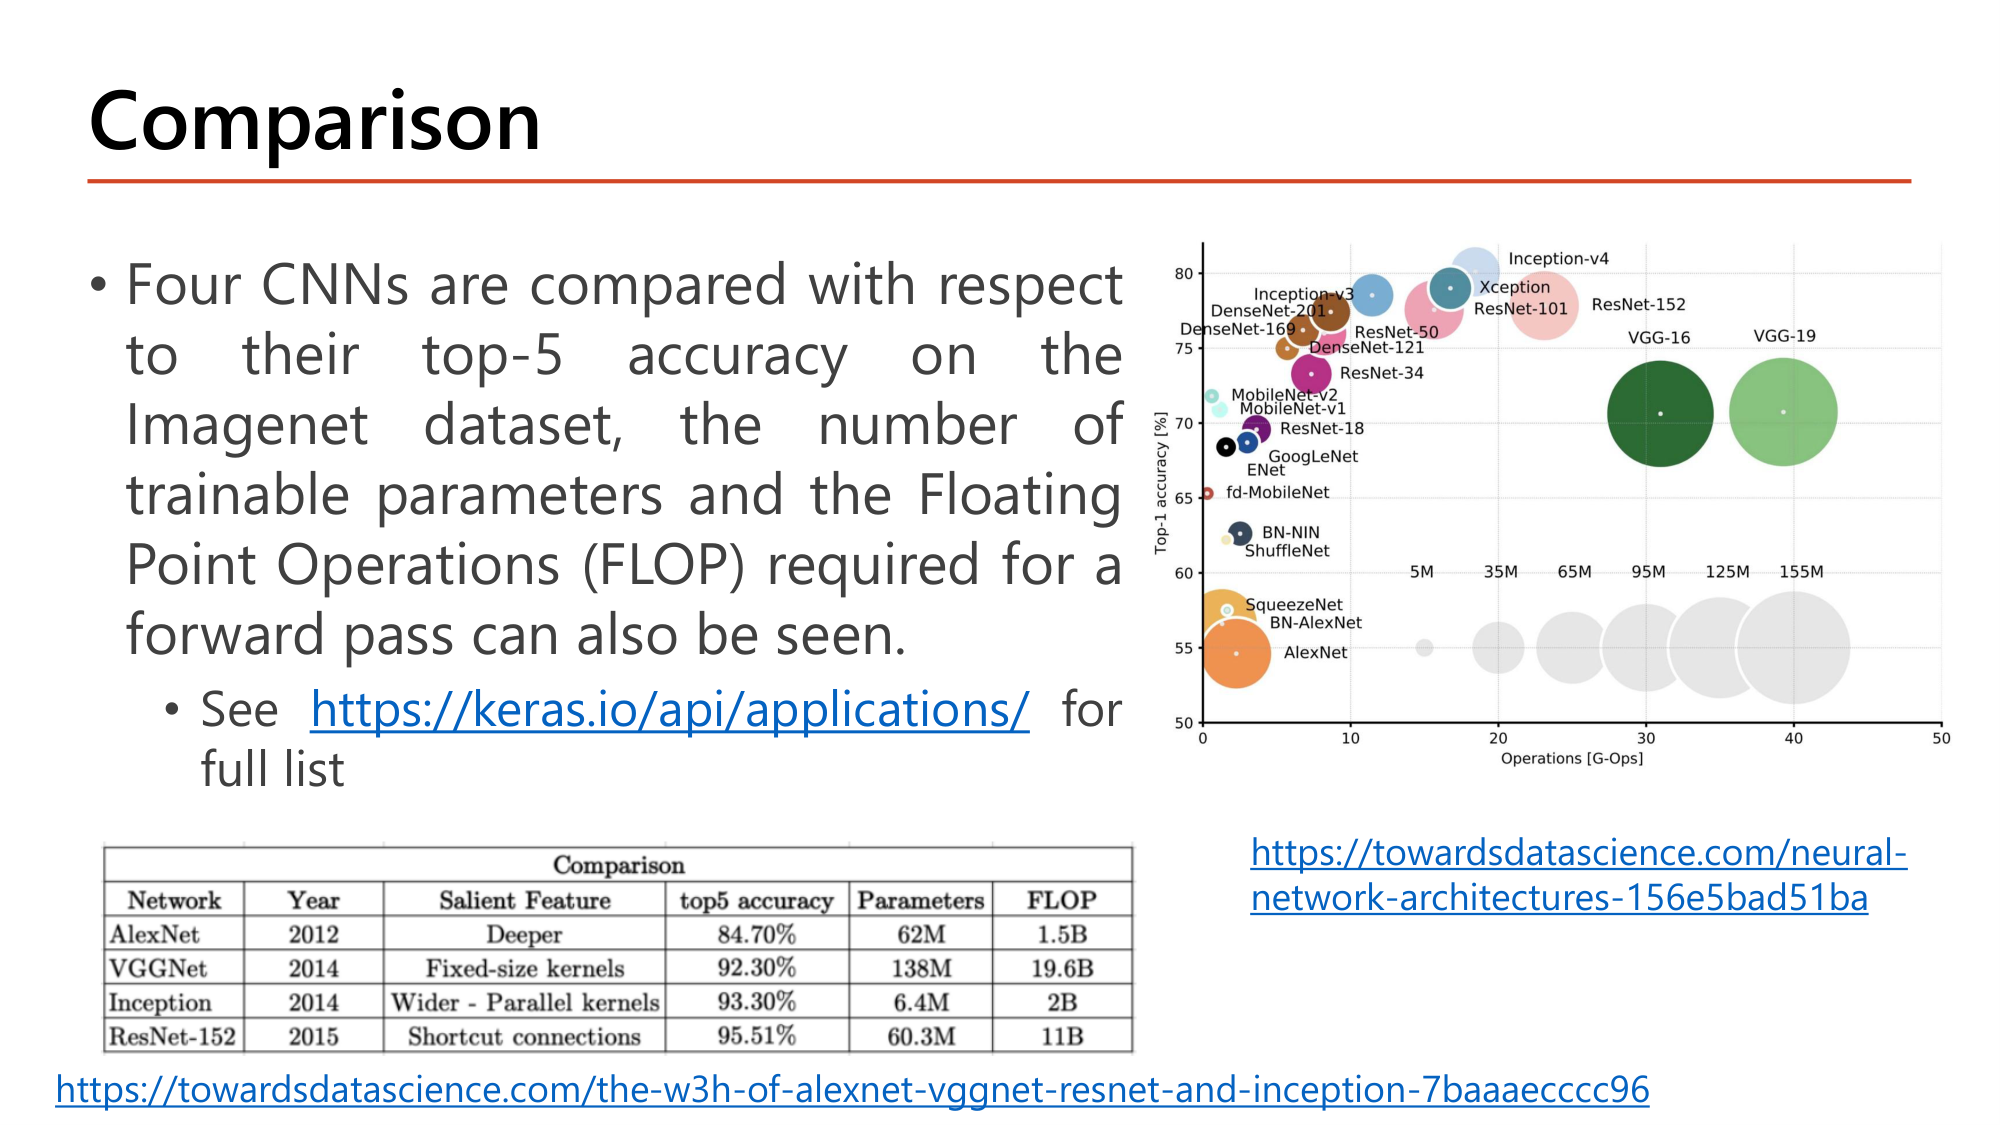 Comparison
• Four CNNs are compared with respect
to their top-5 accuracy on the
Imagenet dataset, the number of
trainable parameters and the Floating
Point Operations (FLOP) required for a
forward pass can also be seen.
• See https://keras.io/api/applications/ for
full list
Top-1 accuracy [%]
80
75
70
65
60
55
50
Inception-v4
Xception
Inception-v3
ResNet-152
ResNet-101
DenseNet-201
DenseNet-169
ResNet-50
DenseNet-121
VGG-16
VGG-19
ResNet-34
MobileNet-v2
MobileNet-v1
ResNet-18
GoogLeNet
ENet
fd-MobileNet
BN-NIN
ShuffleNet
5M 35M 65M 95M 125M 155M
SqueezeNet
BN-AlexNet
AlexNet
0 10 20 30 40 50
Operations [G-Ops]
https://towardsdatascience.com/neural-
network-architectures-156e5bad51ba
Comparison
Network Year Salient Feature top5 accuracy Parameters FLOP
AlexNet 2012 Deeper 84.70% 62M 1.5B
VGGNet 2014 Fixed-size kernels 92.30% 138M 19.6B
Inception 2014 Wider - Parallel kernels 93.30% 6.4M 2B
ResNet-152 2015 Shortcut connections 95.51% 60.3M 11B
https://towardsdatascience.com/the-w3h-of-alexnet-vggnet-resnet-and-inception-7baaaecccc96